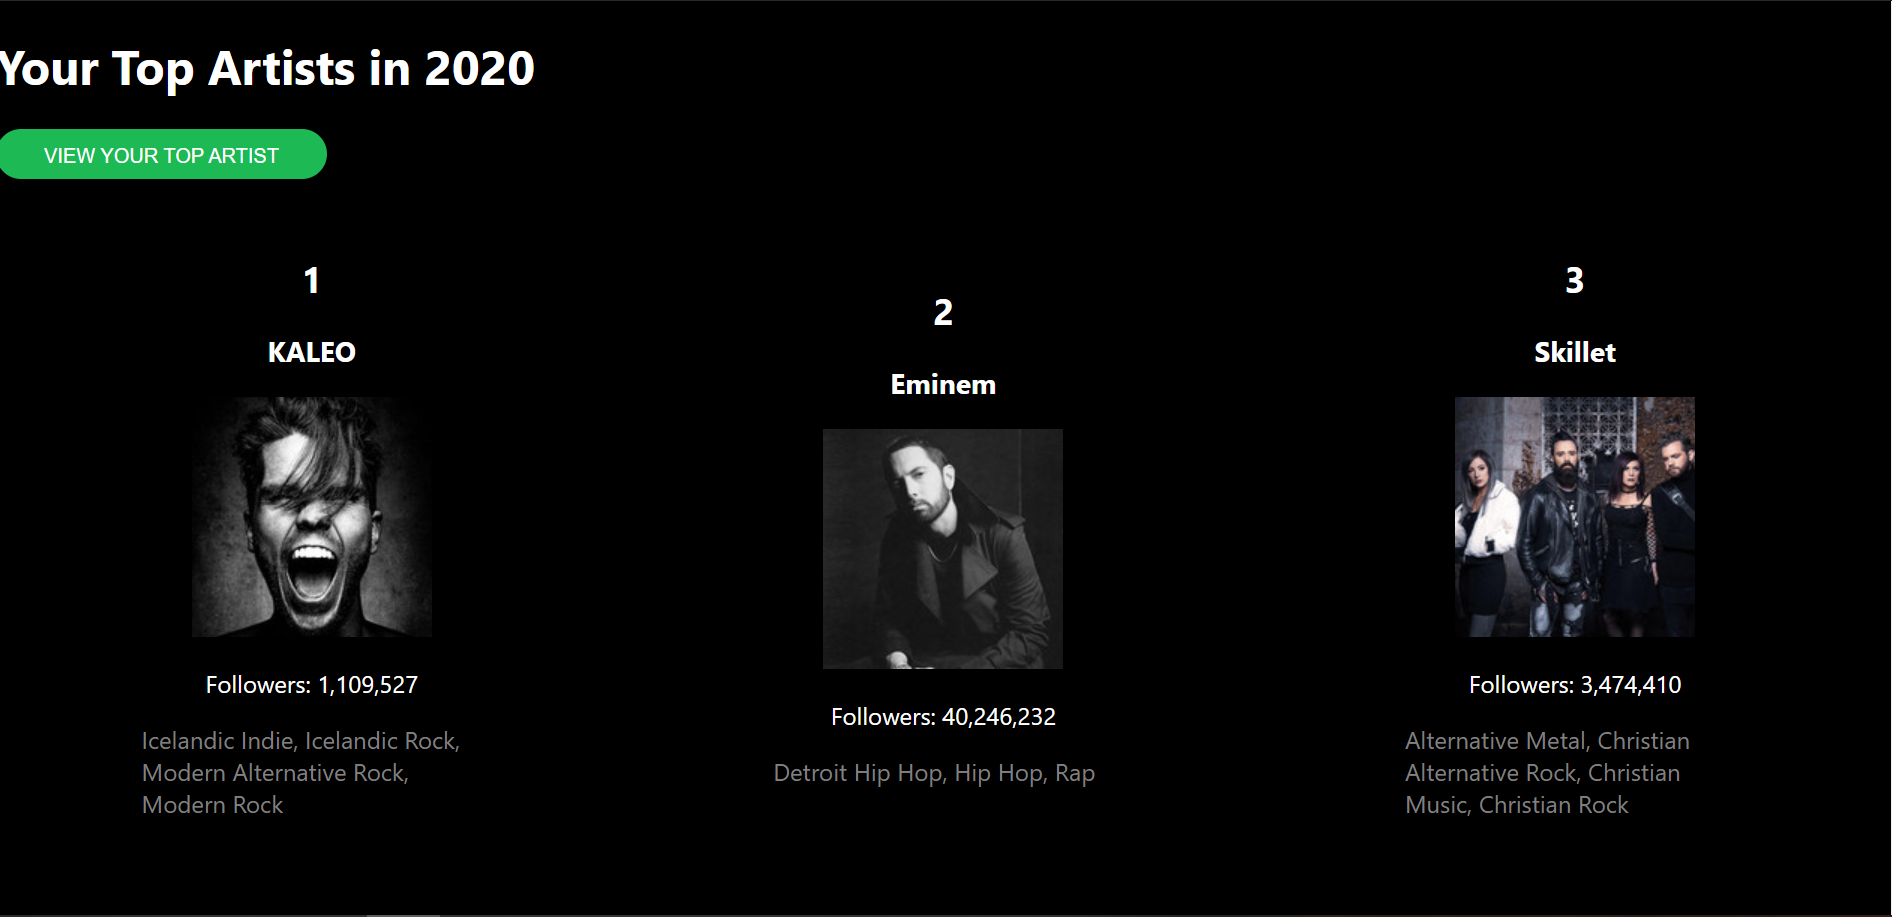 Your Top Artists in 2020
VIEW YOUR TOP ARTIST
1
KALEO
Followers: 1,109,527
Icelandic Indie, Icelandic Rock,
Modern Alternative Rock,
Modern Rock
2
Eminem
Followers: 40,246,232
Detroit Hip Hop, Hip Hop, Rap
3
Skillet
Followers: 3,474,410
Alternative Metal, Christian
Alternative Rock, Christian
Music, Christian Rock